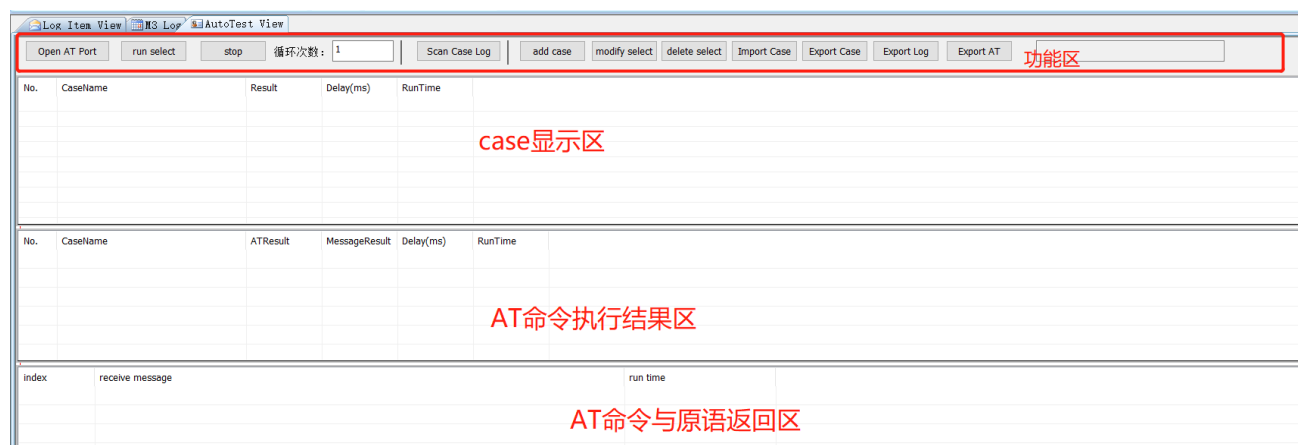 Log Item View M3 Log AutoTest View
Open AT Port run select stop 循环次数: 1 Scan Case Log add case modify select delete select Import Case Export Case Export Log Export AT 功能区
No. CaseName Result Delay(ms) RunTime
case显示区
No. CaseName ATResult MessageResult Delay(ms) RunTime
AT命令执行结果区
index receive message run time
AT命令与原语返回区